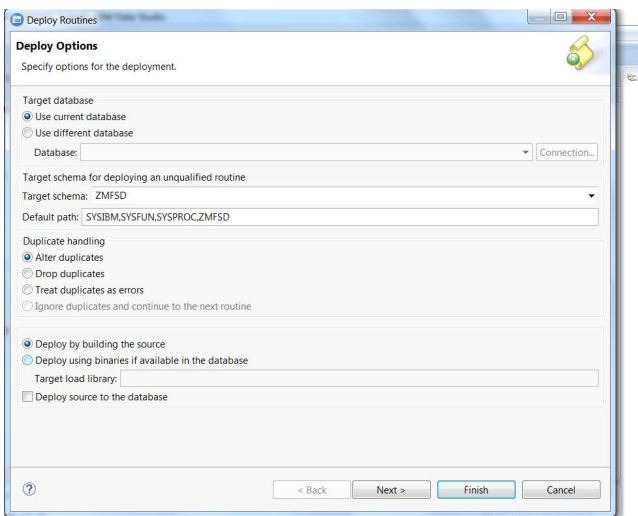 Deploy Routines
Deploy Options
Specify options for the deployment.
Target database
Use current database
Use different database
Database:
Connection...
Target schema for deploying an unqualified routine
Target schema: ZMFSD
Default path: SYSIBM,SYSFUN,SYSPROC,ZMFSD
Duplicate handling
Alter duplicates
Drop duplicates
Treat duplicates as errors
Ignore duplicates and continue to the next routine
Deploy by building the source
Deploy using binaries if available in the database
Target load library:
Deploy source to the database
? < Back Next > Finish Cancel